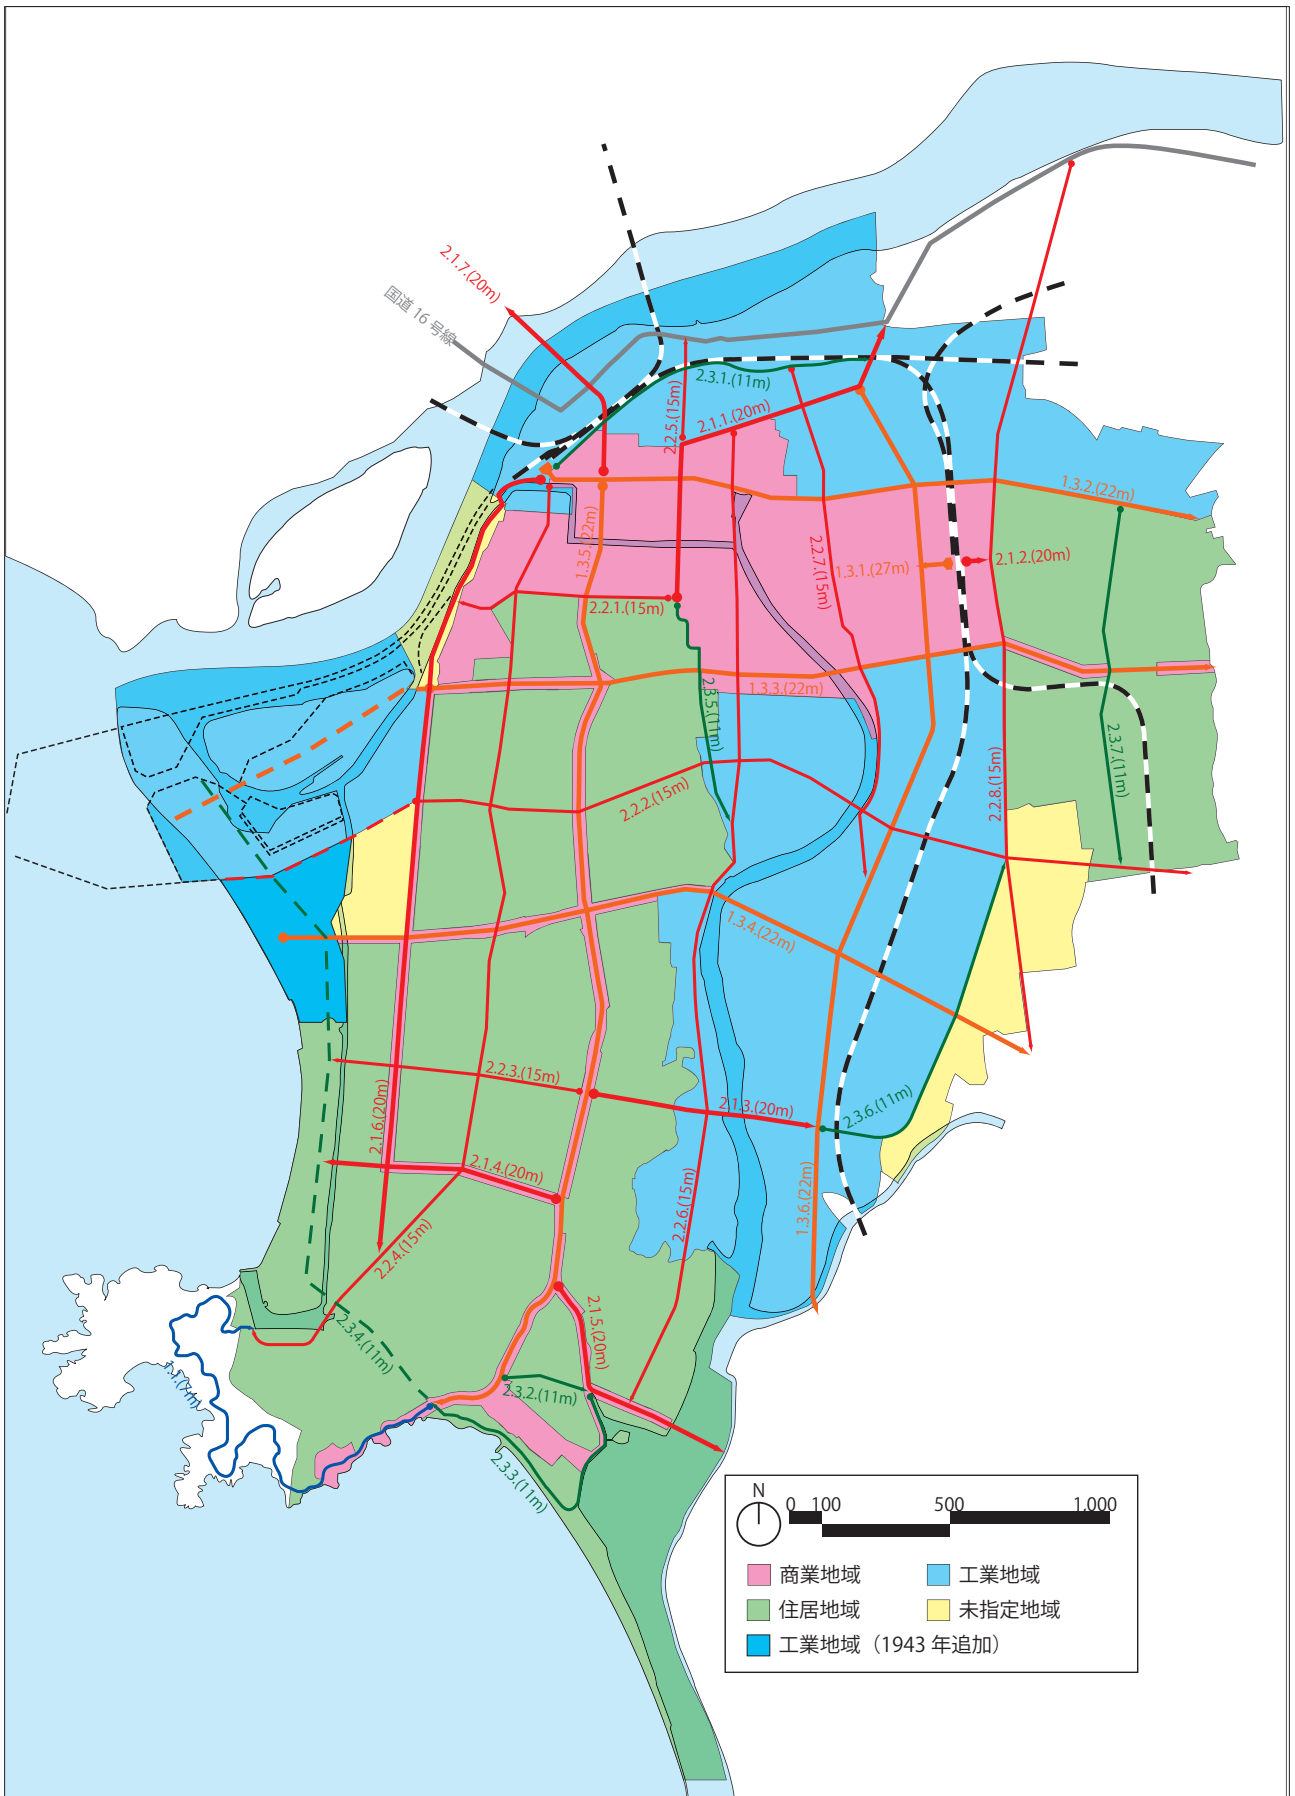 2.1.7.(20m)
国道 16 号線
2.3.1.(11m)
2.2.5.(15m)
2.1.1.(20m)
1.3.2.(22m)
1.3.5.(22m)
2.2.7.(15m)
1.3.1.(27m)
2.1.2.(20m)
2.2.1.(15m)
1.3.3.(22m)
2.3.5.(11m)
2.3.7.(11m)
2.2.2.(15m)
2.2.8.(15m)
1.3.4.(22m)
2.2.3.(15m)
2.1.3.(20m)
2.3.6.(11m)
2.1.6.(20m)
2.1.4.(20m)
2.2.6.(15m)
1.3.6.(22m)
2.2.4.(15m)
2.3.4.(11m)
2.1.5.(20m)
1.1.(7m)
2.3.2.(11m)
2.3.3.(11m)
N
0 100 500 1,000
商業地域 工業地域
住居地域 未指定地域
工業地域（1943 年追加）